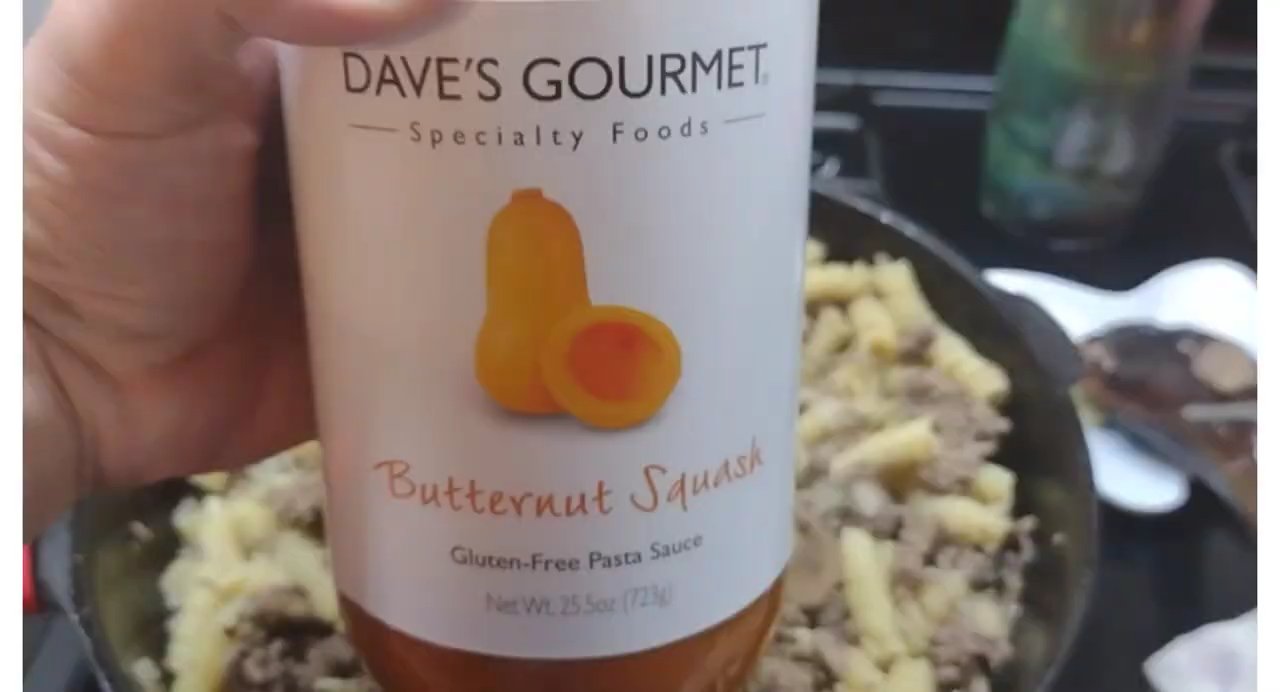 DAVE'S GOURMET
Specialty Foods
Butternut Squash
Gluten-Free Pasta Sauce
Net Wt. 25.5oz (723g)